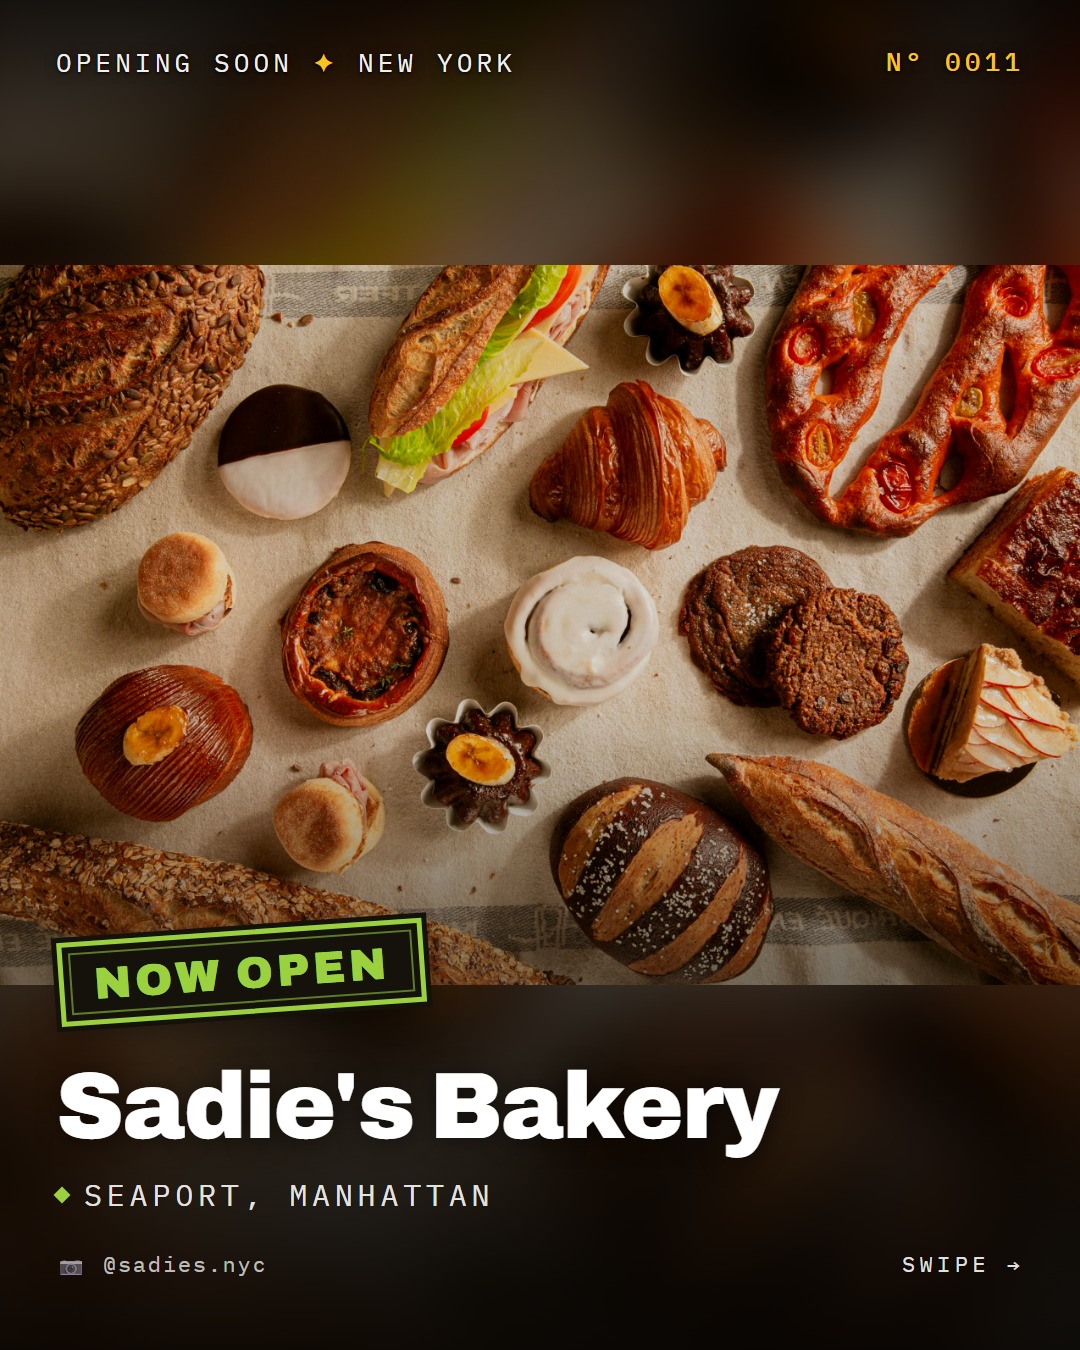 OPENING SOON ✦ NEW YORK
N° 0011
NOW OPEN
Sadie's Bakery
SEAPORT, MANHATTAN
@sadies.nyc
SWIPE →